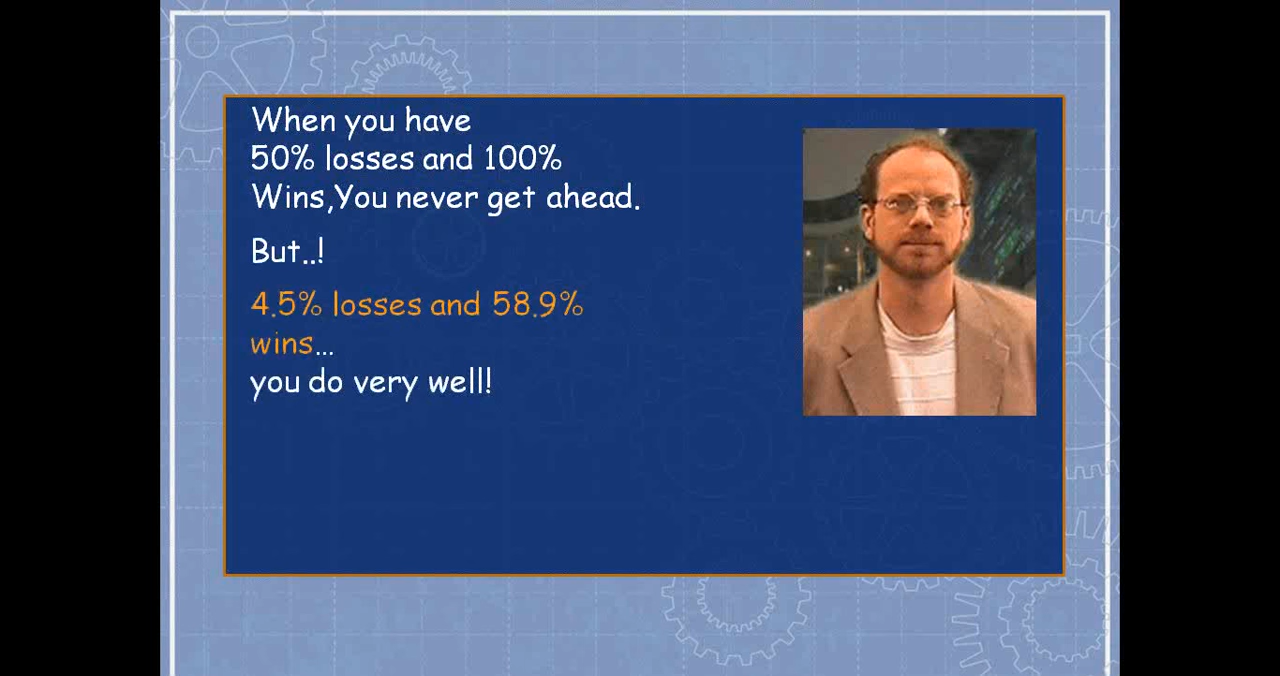 When you have
50% losses and 100%
Wins,You never get ahead.
But..!
4.5% losses and 58.9%
wins...
you do very well!